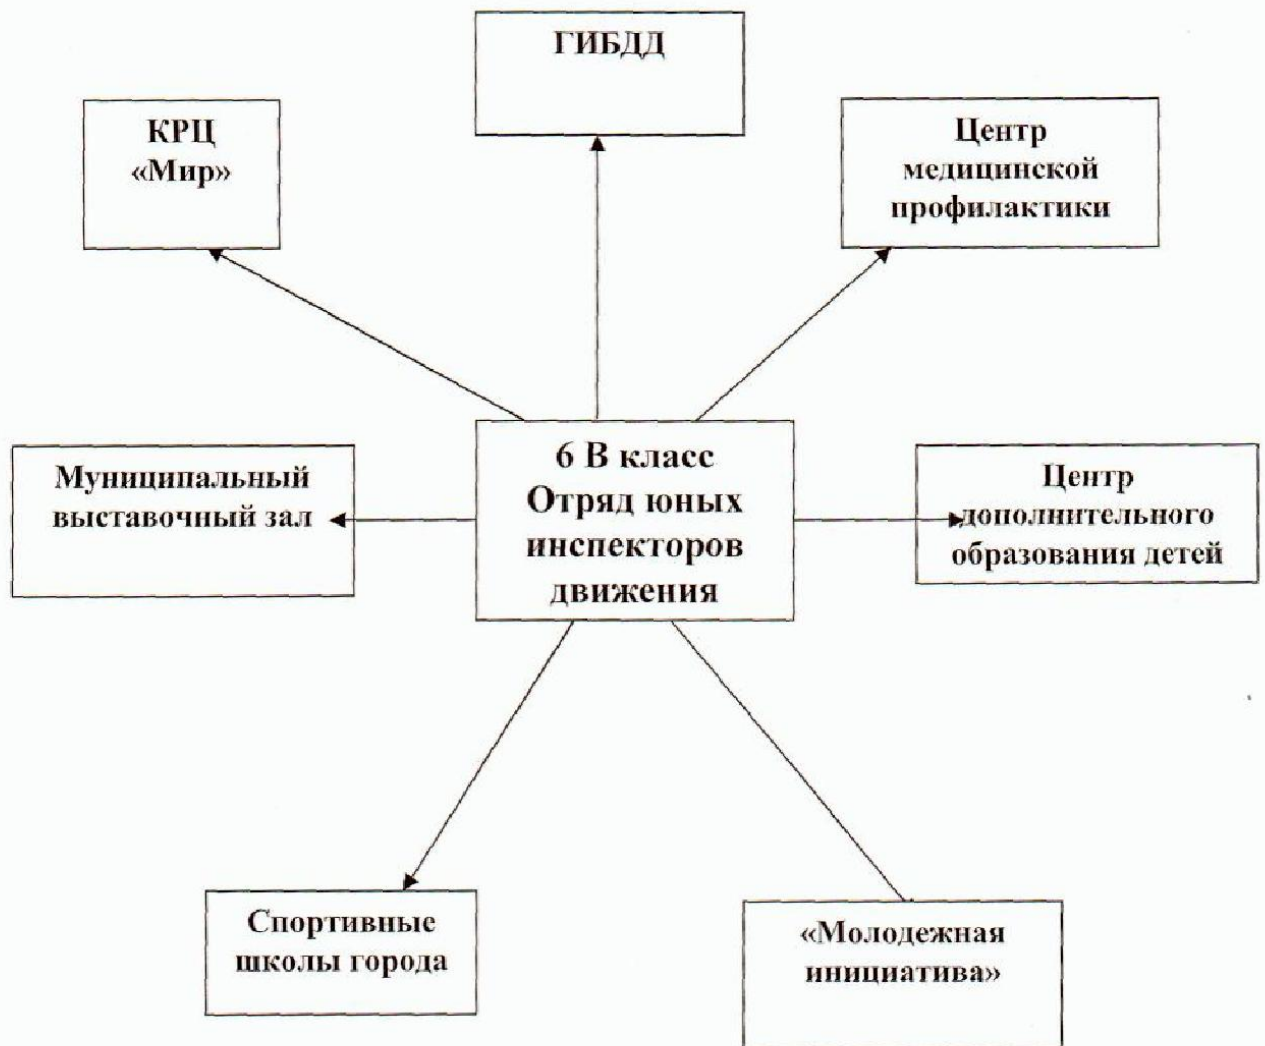 ГИБДД
КРЦ
«Мир»
Центр
медицинской
профилактики
6 В класс
Отряд юных
инспекторов
движения
Муниципальный
выставочный зал
Центр
дополнительного
образования детей
Спортивные
школы города
«Молодежная
инициатива»